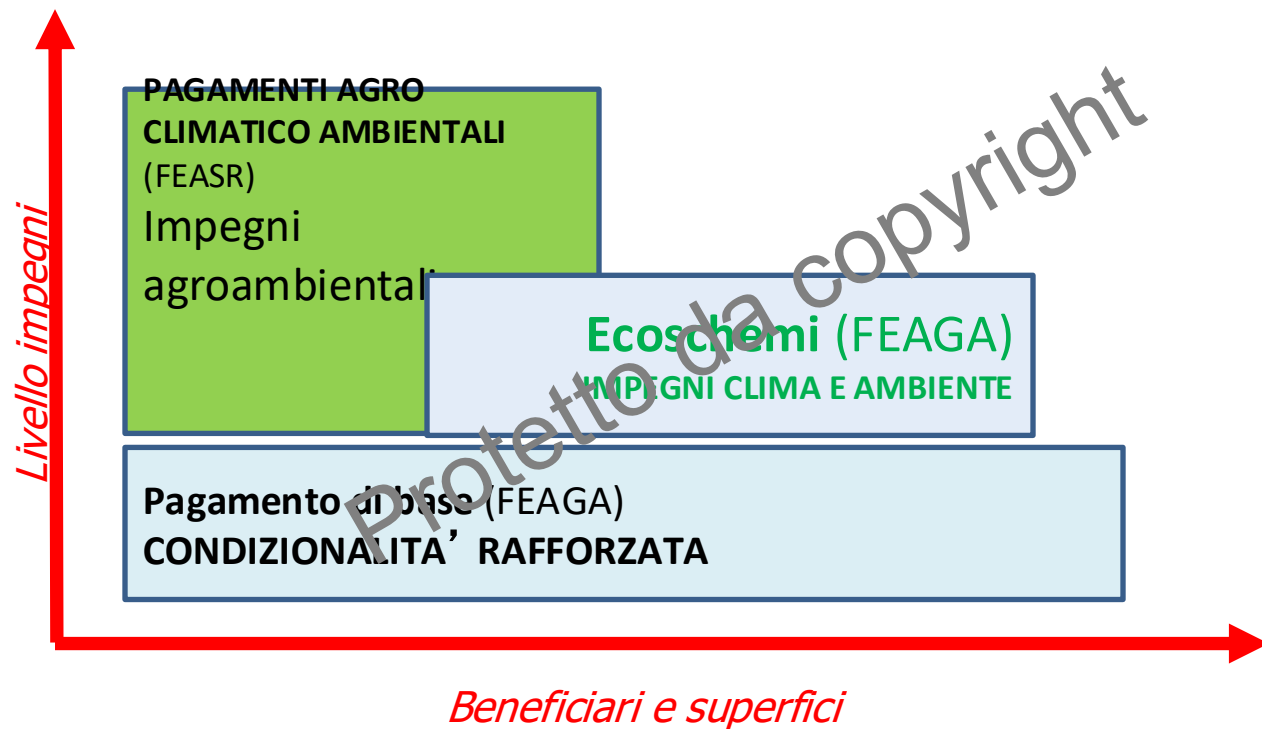 PAGAMENTI AGRO
CLIMATICO AMBIENTALI
(FEASR)
Impegni
agroambientali
Ecoschemi (FEAGA)
IMPEGNI CLIMA E AMBIENTE
Pagamento di base (FEAGA)
CONDIZIONALITA’ RAFFORZATA
Livello impegni
Beneficiari e superfici
Protetto da copyright